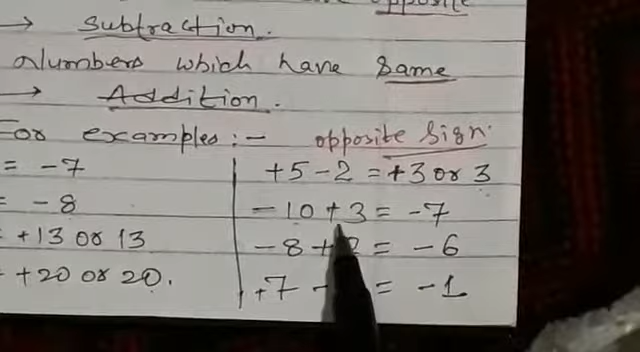 opposite
→ Subtraction.
Numbers which have same
→ Addition.
For examples:- opposite Sign.
= -7 +5-2=+3 or 3
= -8 -10+3=-7
= +13 or 13 -8+2= -6
= +20 or 20. +7 - = -1